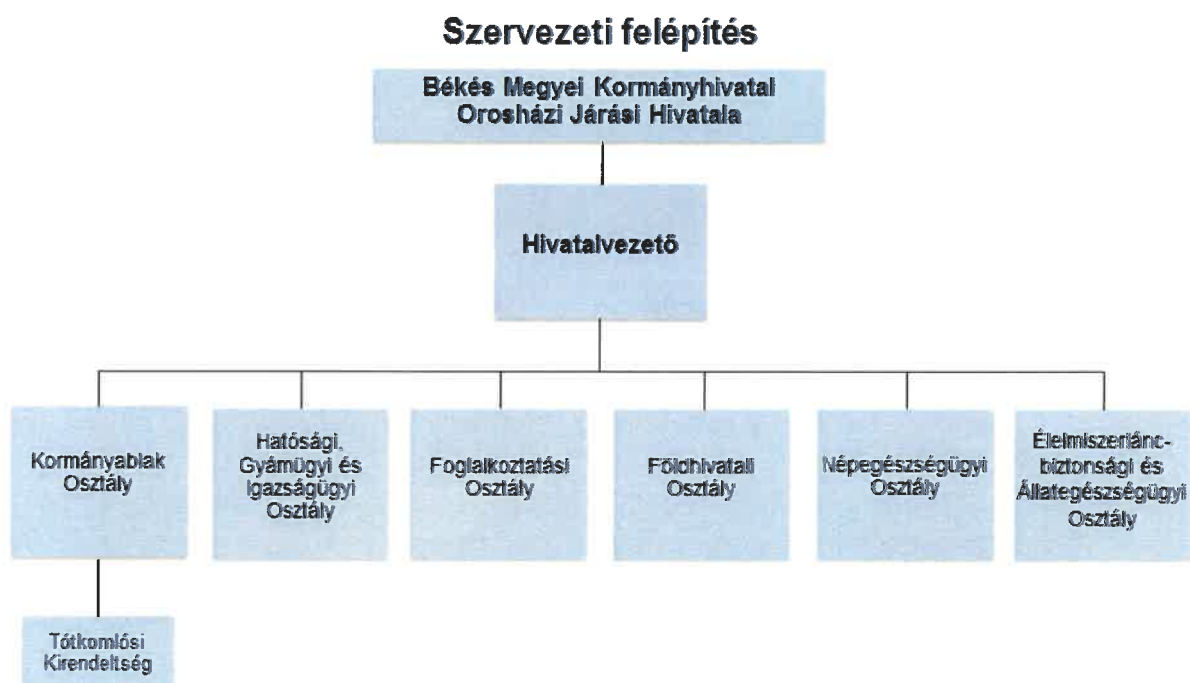 Szervezeti felépítés
Békés Megyei Kormányhivatal
Orosházi Járási Hivatala
Hivatalvezető
Kormányablak
Osztály
Hatósági,
Gyámügyi és
Igazságügyi
Osztály
Foglalkoztatási
Osztály
Földhivatali
Osztály
Népegészségügyi
Osztály
Élelmiszerlánc-
biztonsági és
Állategészségügyi
Osztály
Tótkomlósi
Kirendeltség